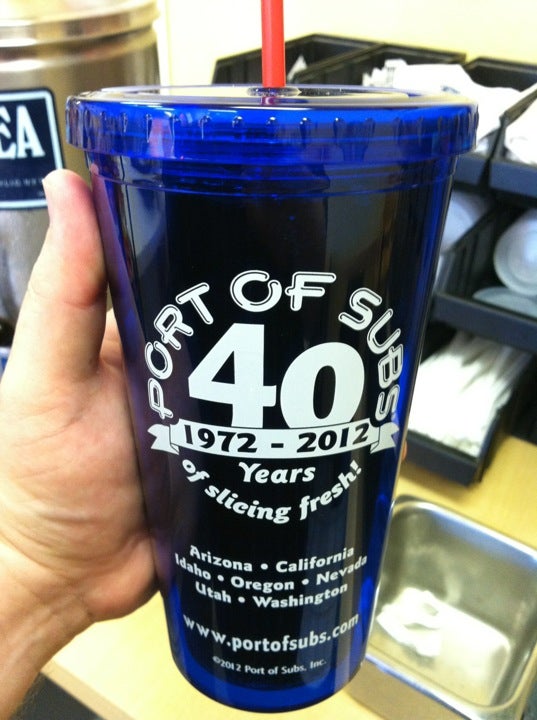 EA
PORT OF SUBS
40
1972 - 2012
Years
of slicing fresh!
Arizona • California
Idaho • Oregon • Nevada
Utah • Washington
www.portofsubs.com
©2012 Port of Subs, Inc.